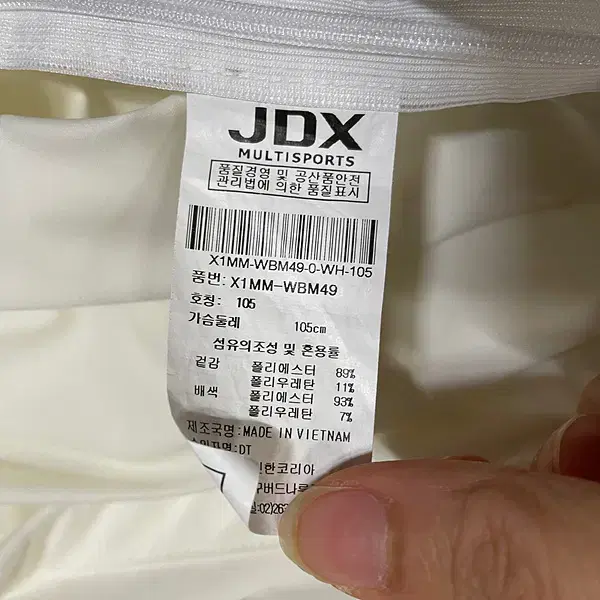 JDX
MULTISPORTS
품질경영 및 공산품안전
관리법에 의한 품질표시
X1MM-WBM49-0-WH-105
품번: X1MM-WBM49
호칭: 105
가슴둘레 105cm
섬유의조성 및 혼용률
겉감 폴리에스터 89%
폴리우레탄 11%
배색 폴리에스터 93%
폴리우레탄 7%
제조국명:MADE IN VIETNAM
DT
한코리아
:02)263